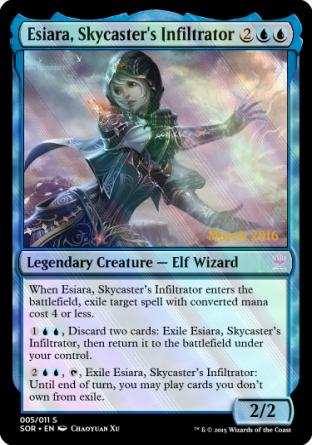 Esiara, Skycaster's Infiltrator 2
March 2016
Legendary Creature — Elf Wizard
When Esiara, Skycaster's Infiltrator enters the
battlefield, exile target spell with converted mana
cost 4 or less.
1, Discard two cards: Exile Esiara, Skycaster's
Infiltrator, then return it to the battlefield under
your control.
2, Exile Esiara, Skycaster's Infiltrator:
Until end of turn, you may play cards you don't
own from exile.
2/2
005/011 S
SOR • EN Chaoyuan Xu
™ & © 2015 Wizards of the Coast